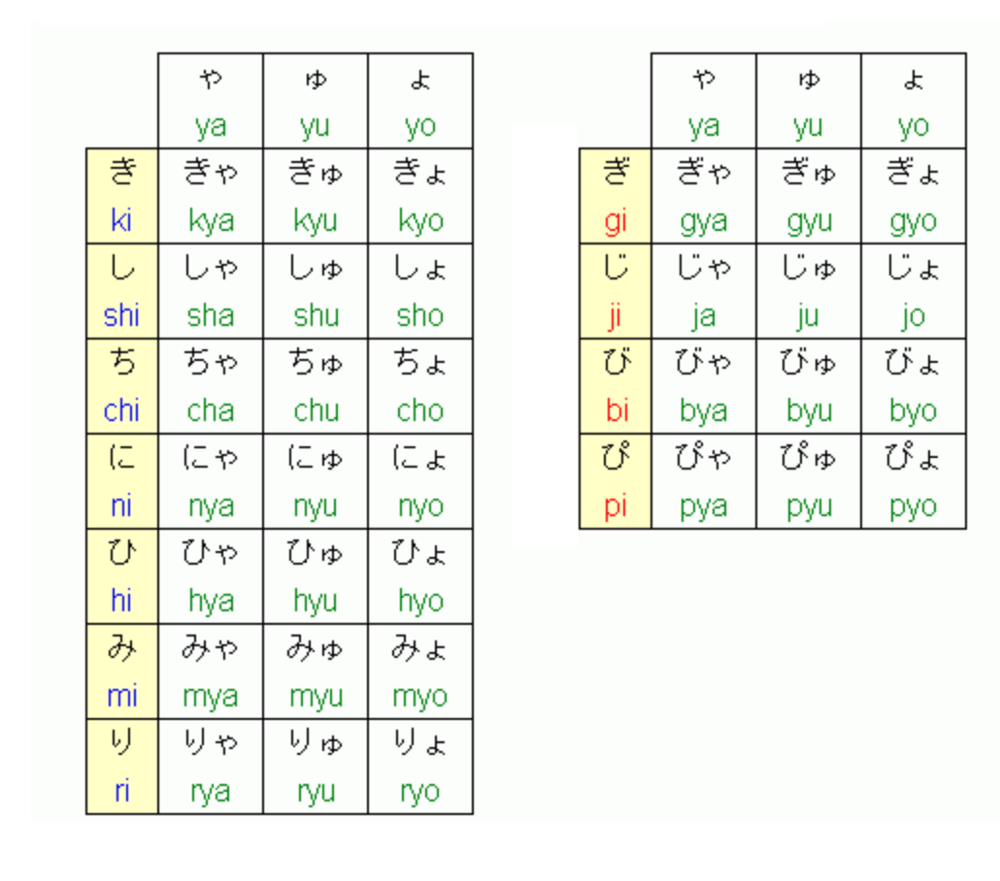 や ゆ よ
ya yu yo
き きゃ きゅ きょ
ki kya kyu kyo
し しゃ しゅ しょ
shi sha shu sho
ち ちゃ ちゅ ちょ
chi cha chu cho
に にゃ にゅ にょ
ni nya nyu nyo
ひ ひゃ ひゅ ひょ
hi hya hyu hyo
み みゃ みゅ みょ
mi mya myu myo
り りゃ りゅ りょ
ri rya ryu ryo
や ゆ よ
ya yu yo
ぎ ぎゃ ぎゅ ぎょ
gi gya gyu gyo
じ じゃ じゅ じょ
ji ja ju jo
び びゃ びゅ びょ
bi bya byu byo
ぴ ぴゃ ぴゅ ぴょ
pi pya pyu pyo